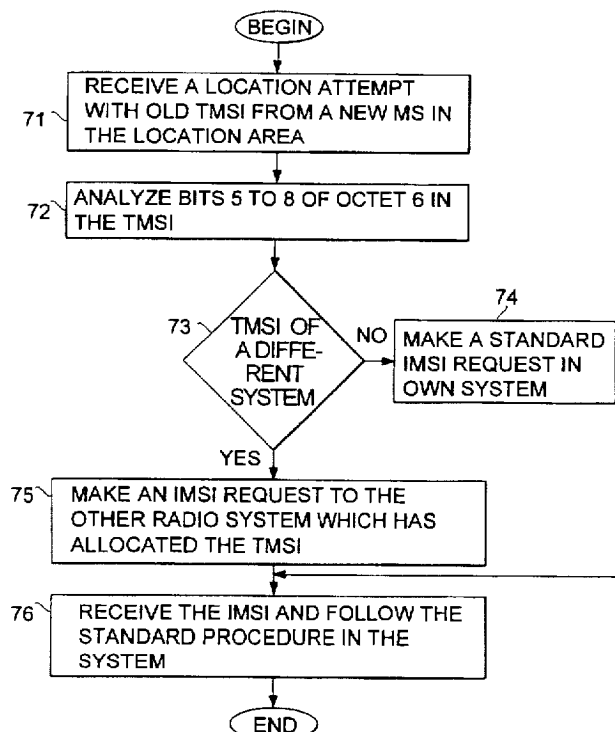 BEGIN
RECEIVE A LOCATION ATTEMPT
WITH OLD TMSI FROM A NEW MS IN
THE LOCATION AREA
71
ANALYZE BITS 5 TO 8 OF OCTET 6 IN
THE TMSI
72
73
TMSI OF
A DIFFE-
RENT
SYSTEM
NO
74
MAKE A STANDARD
IMSI REQUEST IN
OWN SYSTEM
YES
75
MAKE AN IMSI REQUEST TO THE
OTHER RADIO SYSTEM WHICH HAS
ALLOCATED THE TMSI
76
RECEIVE THE IMSI AND FOLLOW THE
STANDARD PROCEDURE IN THE
SYSTEM
END